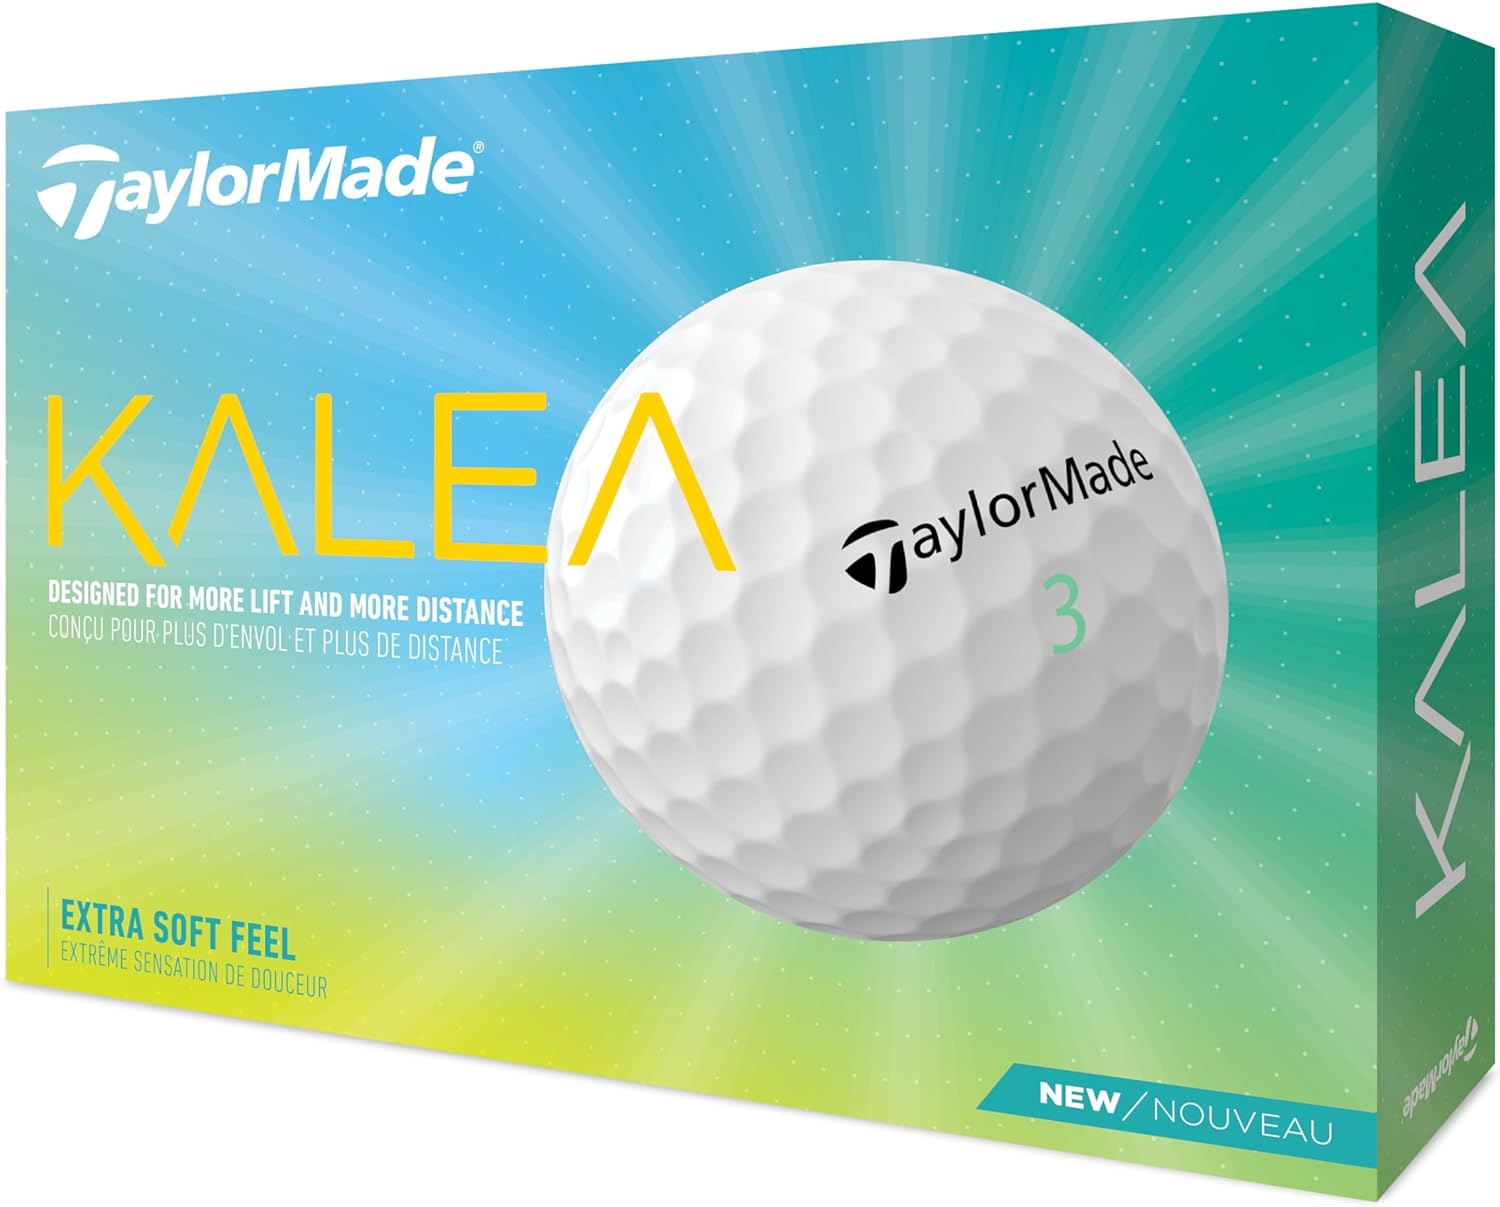 TaylorMade®
KALEA
DESIGNED FOR MORE LIFT AND MORE DISTANCE
CONÇU POUR PLUS D'ENVOL ET PLUS DE DISTANCE
TaylorMade
3
EXTRA SOFT FEEL
EXTRÊME SENSATION DE DOUCEUR
NEW/NOUVEAU
KALEA
TaylorMade